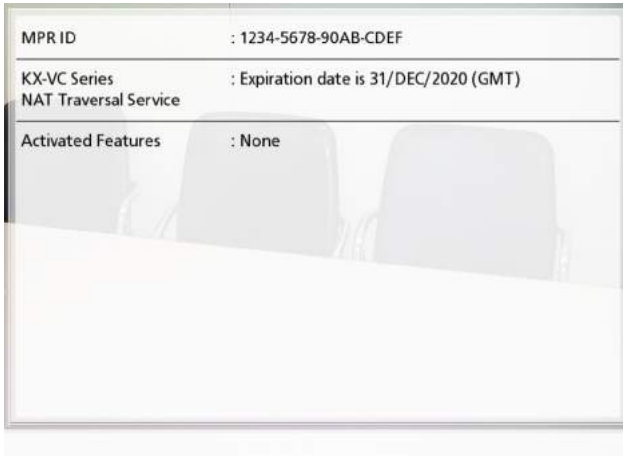 MPR ID : 1234-5678-90AB-CDEF
KX-VC Series : Expiration date is 31/DEC/2020 (GMT)
NAT Traversal Service
Activated Features : None